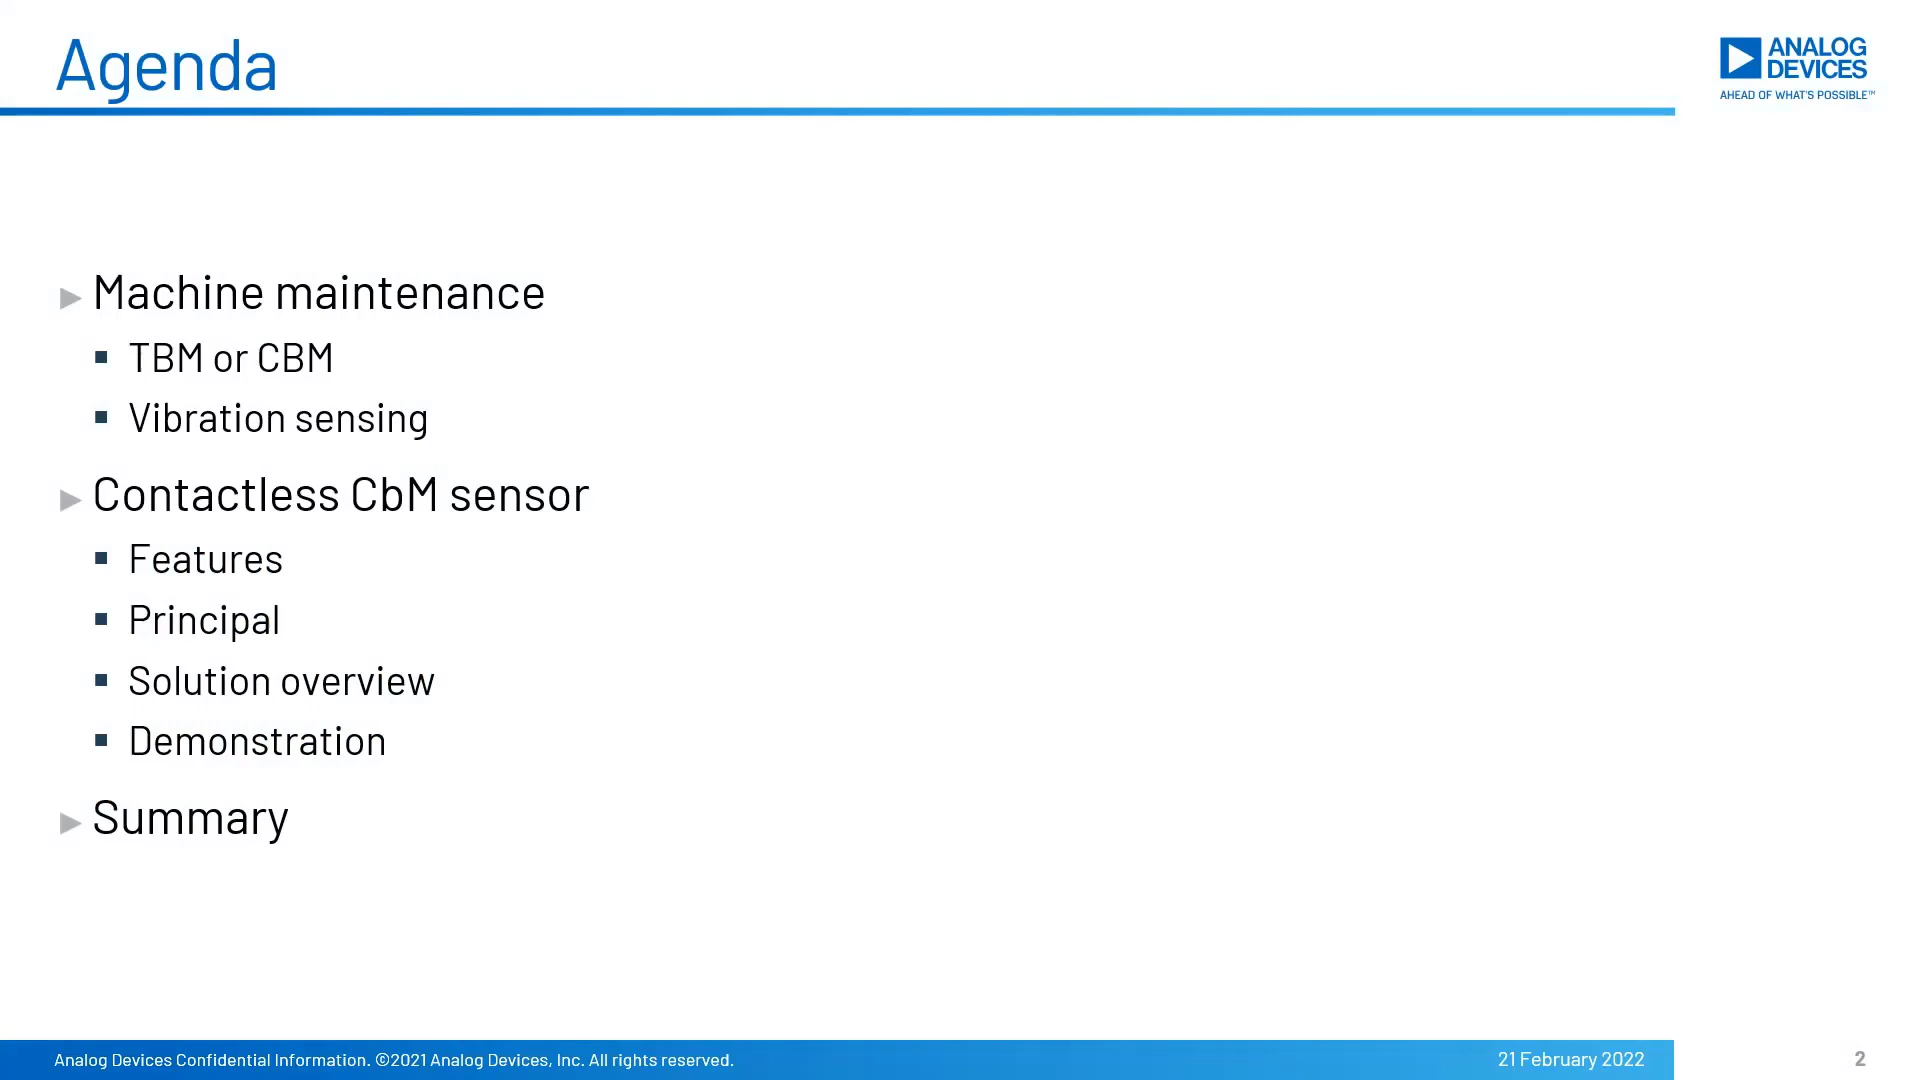 Agenda
ANALOG
DEVICES
AHEAD OF WHAT'S POSSIBLE™
Machine maintenance
TBM or CBM
Vibration sensing
Contactless CbM sensor
Features
Principal
Solution overview
Demonstration
Summary
Analog Devices Confidential Information. ©2021 Analog Devices, Inc. All rights reserved.
21 February 2022
2